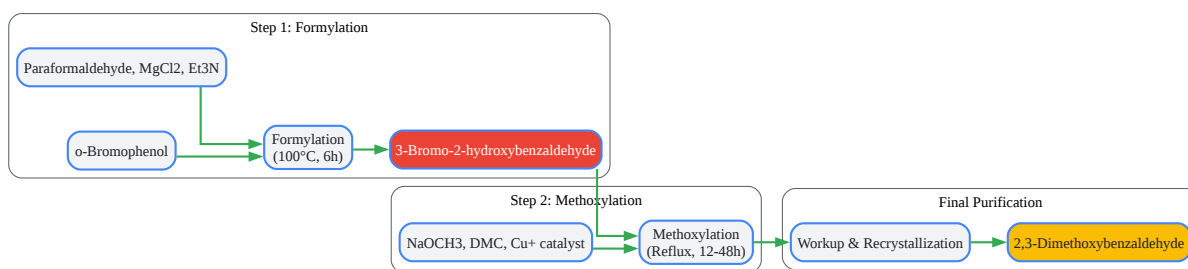 Step 1: Formylation
Paraformaldehyde, MgCl2, Et3N
o-Bromophenol
Formylation
(100°C, 6h)
3-Bromo-2-hydroxybenzaldehyde
Step 2: Methoxylation
NaOCH3, DMC, Cu+ catalyst
Methoxylation
(Reflux, 12-48h)
Final Purification
Workup & Recrystallization
2,3-Dimethoxybenzaldehyde